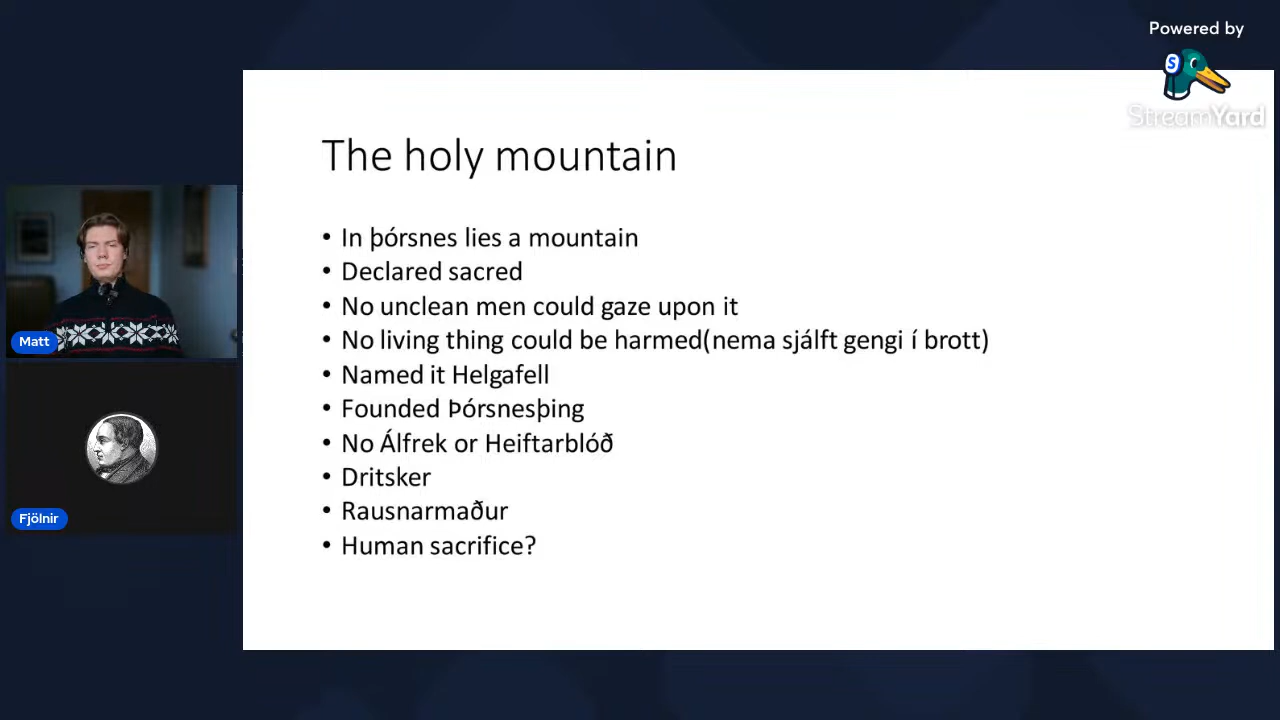 Powered by
StreamYard
The holy mountain
• In þórsnes lies a mountain
• Declared sacred
• No unclean men could gaze upon it
• No living thing could be harmed(nema sjálft gengi í brott)
• Named it Helgafell
• Founded Þórsnesþing
• No Álfrek or Heiftarblóð
• Dritsker
• Rausnarmaður
• Human sacrifice?
Matt
Fjölnir